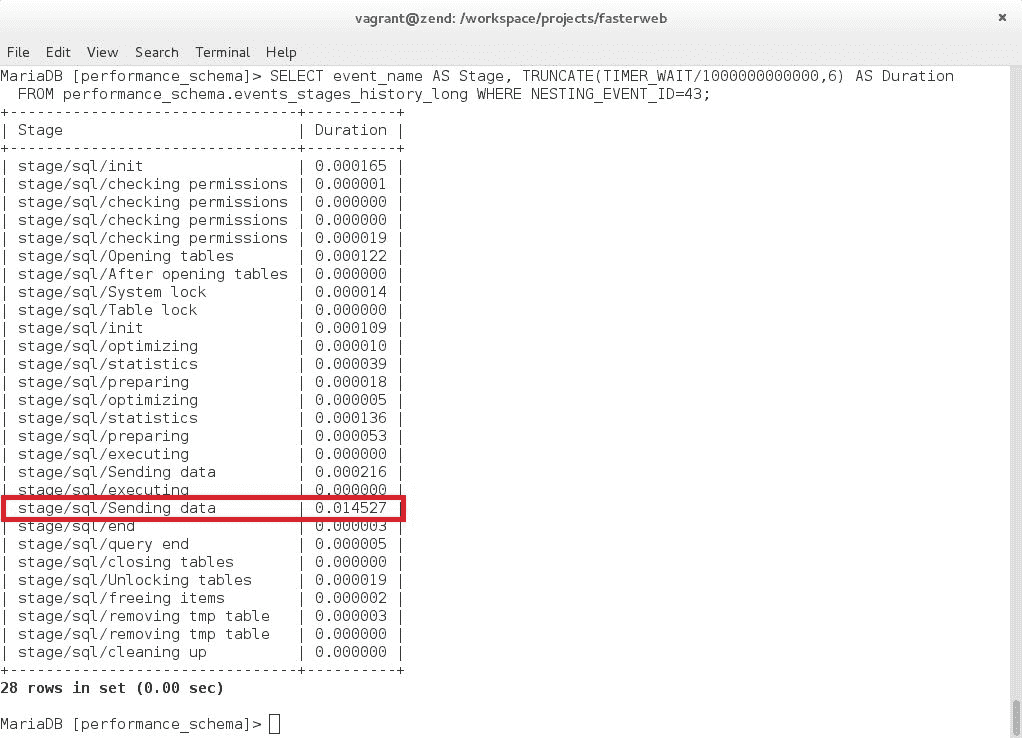 vagrant@zend: /workspace/projects/fasterweb ×
File Edit View Search Terminal Help
MariaDB [performance_schema]> SELECT event_name AS Stage, TRUNCATE(TIMER_WAIT/1000000000000,6) AS Duration
  FROM performance_schema.events_stages_history_long WHERE NESTING_EVENT_ID=43;
+--------------------------------+----------+
| Stage                          | Duration |
+--------------------------------+----------+
| stage/sql/init                 | 0.000165 |
| stage/sql/checking permissions | 0.000001 |
| stage/sql/checking permissions | 0.000000 |
| stage/sql/checking permissions | 0.000000 |
| stage/sql/checking permissions | 0.000019 |
| stage/sql/Opening tables       | 0.000122 |
| stage/sql/After opening tables | 0.000000 |
| stage/sql/System lock          | 0.000014 |
| stage/sql/Table lock           | 0.000000 |
| stage/sql/init                 | 0.000109 |
| stage/sql/optimizing           | 0.000010 |
| stage/sql/statistics           | 0.000039 |
| stage/sql/preparing            | 0.000018 |
| stage/sql/optimizing           | 0.000005 |
| stage/sql/statistics           | 0.000136 |
| stage/sql/preparing            | 0.000053 |
| stage/sql/executing            | 0.000000 |
| stage/sql/Sending data         | 0.000216 |
| stage/sql/executing            | 0.000000 |
| stage/sql/Sending data         | 0.014527 |
| stage/sql/end                  | 0.000003 |
| stage/sql/query end            | 0.000005 |
| stage/sql/closing tables       | 0.000000 |
| stage/sql/Unlocking tables     | 0.000019 |
| stage/sql/freeing items        | 0.000002 |
| stage/sql/removing tmp table   | 0.000003 |
| stage/sql/removing tmp table   | 0.000000 |
| stage/sql/cleaning up          | 0.000000 |
+--------------------------------+----------+
28 rows in set (0.00 sec)
MariaDB [performance_schema]>